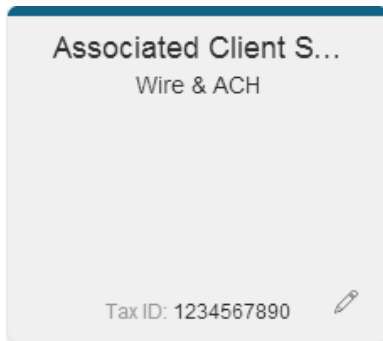 Associated Client S...
Wire & ACH
Tax ID: 1234567890